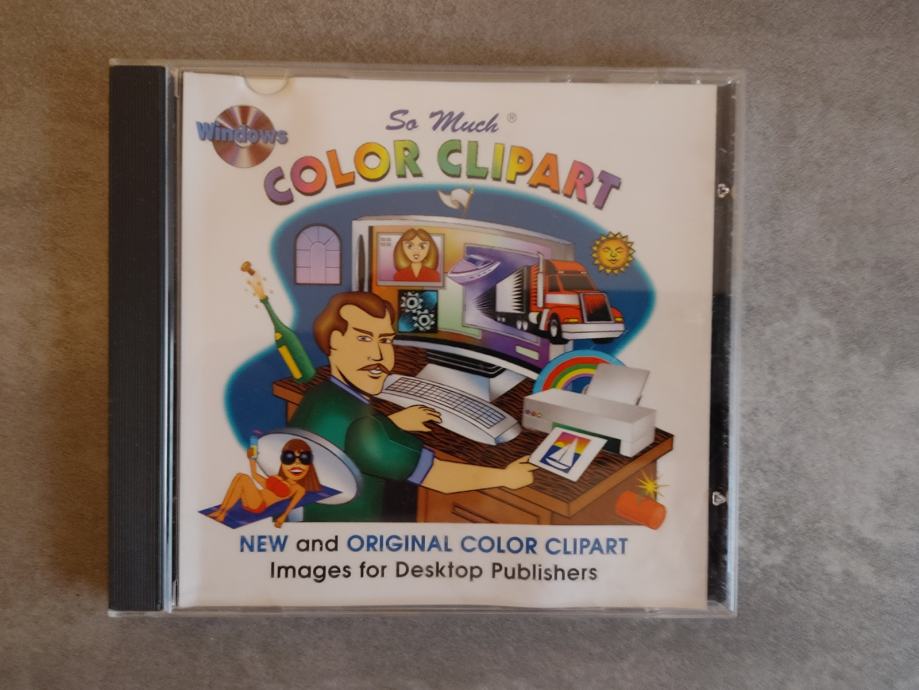 Windows
So Much ®
COLOR CLIPART
NEW and ORIGINAL COLOR CLIPART
Images for Desktop Publishers